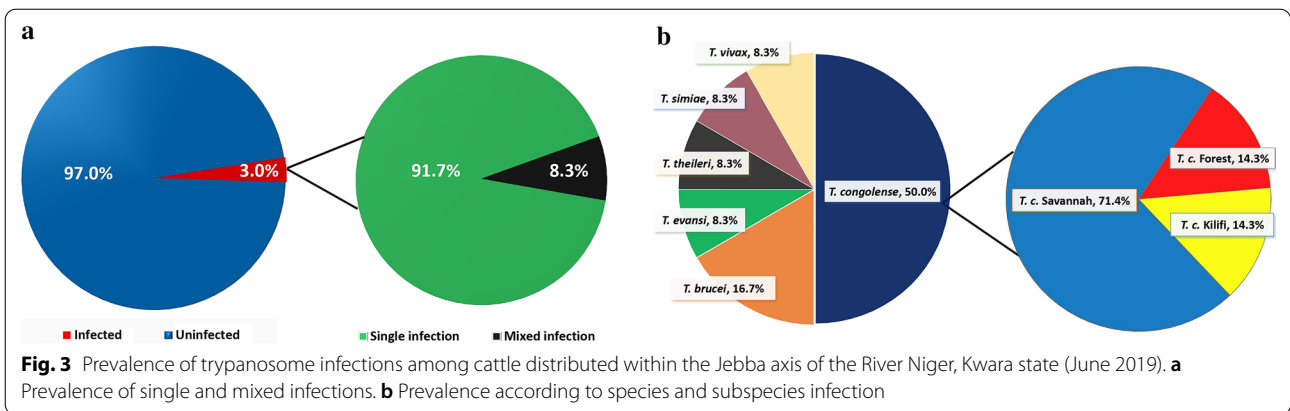 a
97.0%
3.0%
91.7%
8.3%
Infected
Uninfected
Single infection
Mixed infection
b
T. vivax, 8.3%
T. simiae, 8.3%
T. theileri, 8.3%
T. evansi, 8.3%
T. brucei, 16.7%
T. congolense, 50.0%
T. c. Savannah, 71.4%
T. c. Forest, 14.3%
T. c. Kilifi, 14.3%
Fig. 3 Prevalence of trypanosome infections among cattle distributed within the Jebba axis of the River Niger, Kwara state (June 2019). a
Prevalence of single and mixed infections. b Prevalence according to species and subspecies infection